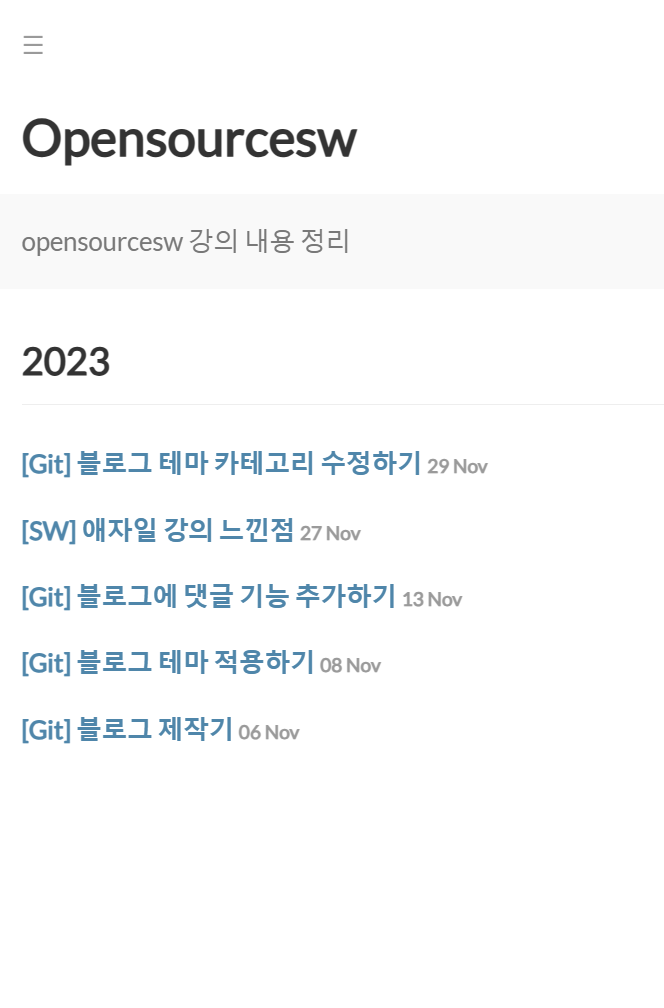 ☰
Opensourcesw
opensourcesw 강의 내용 정리
2023
[Git] 블로그 테마 카테고리 수정하기 29 Nov
[SW] 애자일 강의 느낀점 27 Nov
[Git] 블로그에 댓글 기능 추가하기 13 Nov
[Git] 블로그 테마 적용하기 08 Nov
[Git] 블로그 제작기 06 Nov